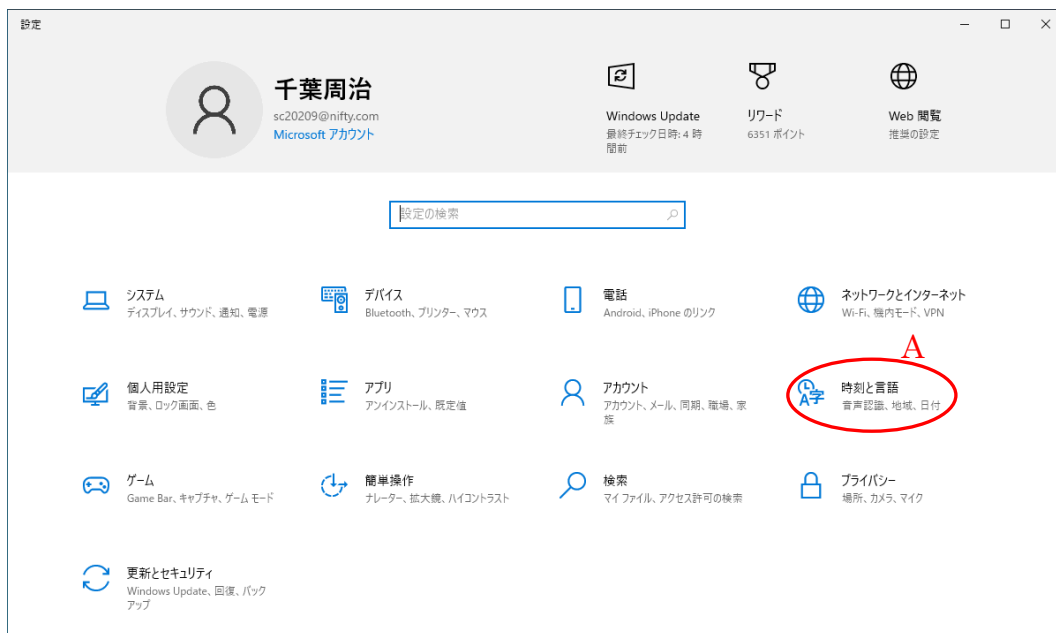 設定
千葉周治
sc20209@nifty.com
Microsoft アカウント
Windows Update
最終チェック日時: 4 時
間前
リワード
6351 ポイント
Web 閲覧
推奨の設定
設定の検索
システム
ディスプレイ、サウンド、通知、電源
デバイス
Bluetooth、プリンター、マウス
電話
Android、iPhone のリンク
ネットワークとインターネット
Wi-Fi、機内モード、VPN
A
個人用設定
背景、ロック画面、色
アプリ
アンインストール、既定値
アカウント
アカウント、メール、同期、職場、家
族
時刻と言語
音声認識、地域、日付
ゲーム
Game Bar、キャプチャ、ゲーム モード
簡単操作
ナレーター、拡大鏡、ハイコントラスト
検索
マイ ファイル、アクセス許可の検索
プライバシー
場所、カメラ、マイク
更新とセキュリティ
Windows Update、回復、バック
アップ